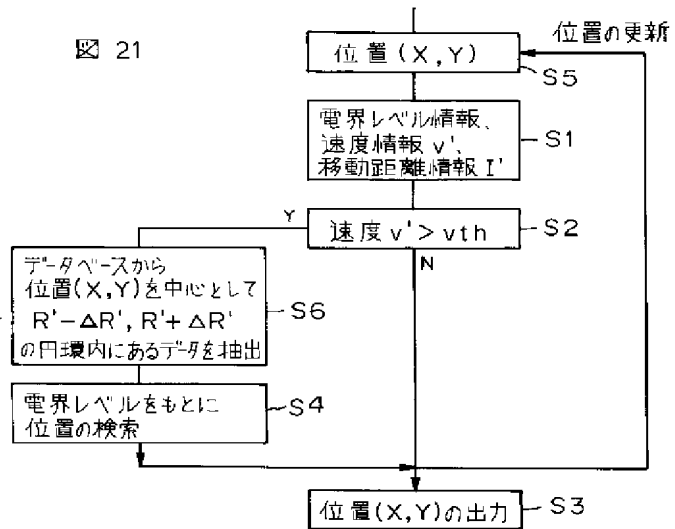 図 21
位置の更新
位置(X,Y)
S5
電界レベル情報、
速度情報v'、
移動距離情報I'
S1
速度v'>vth
S2
Y
N
データベースから
位置(X,Y)を中心として
R'-ΔR', R'+ΔR'
の円環内にあるデータを抽出
S6
電界レベルをもとに
位置の検索
S4
位置(X,Y)の出力
S3